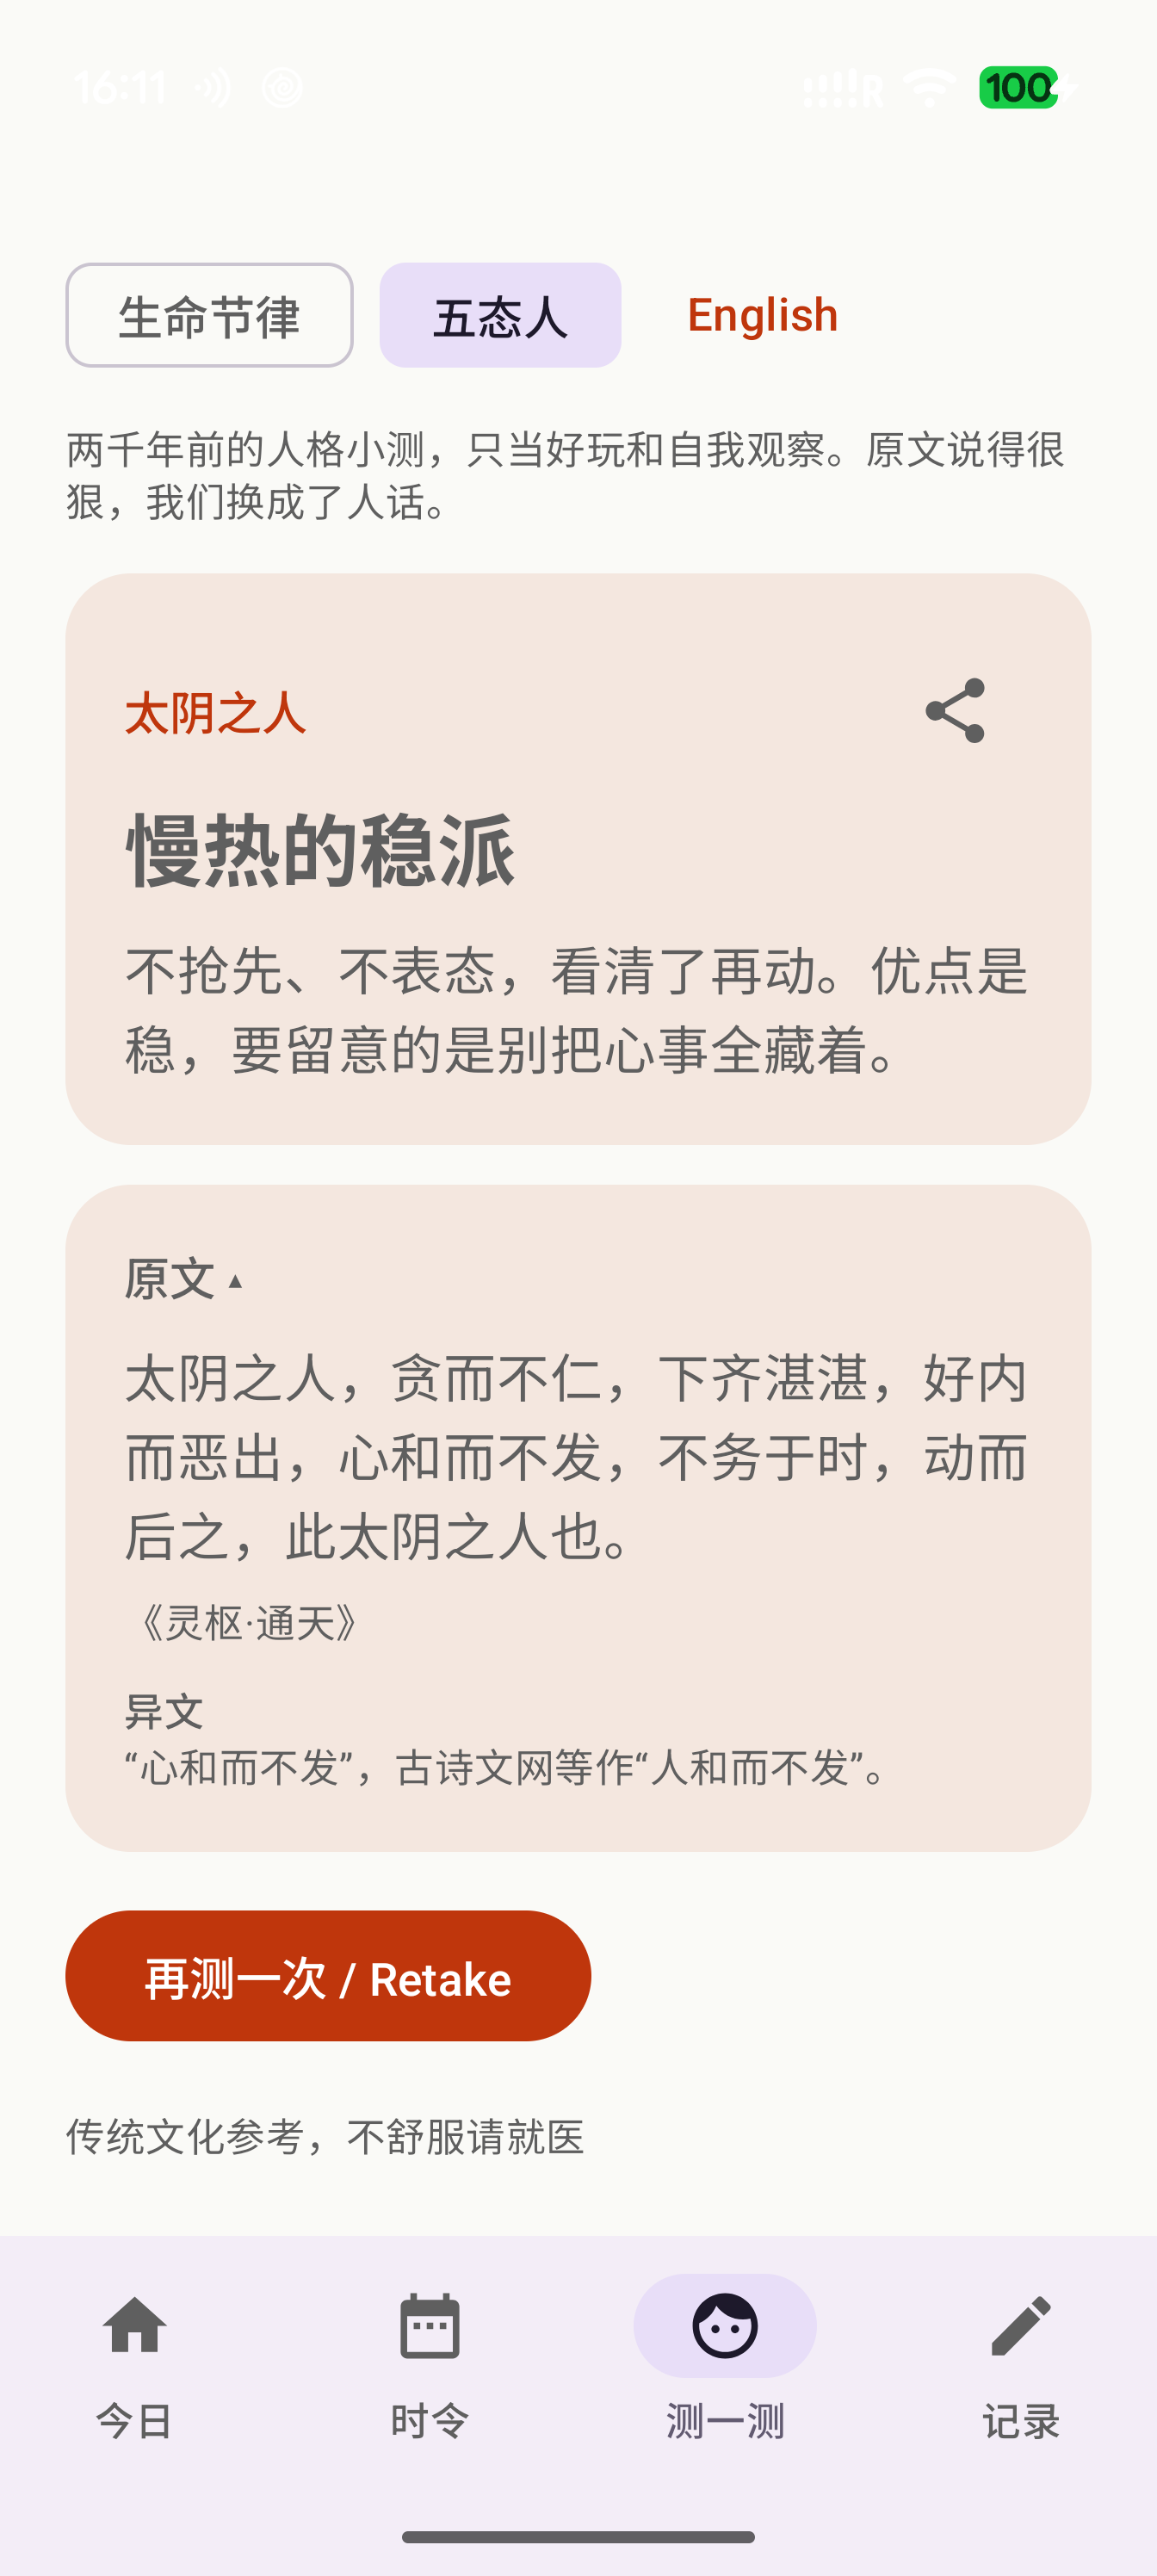 16:11
R
100
生命节律
五态人
English
两千年前的人格小测，只当好玩和自我观察。原文说得很
狠，我们换成了人话。
太阴之人
慢热的稳派
不抢先、不表态，看清了再动。优点是
稳，要留意的是别把心事全藏着。
原文 ▴
太阴之人，贪而不仁，下齐湛湛，好内
而恶出，心和而不发，不务于时，动而
后之，此太阴之人也。
《灵枢·通天》
异文
“心和而不发”，古诗文网等作“人和而不发”。
再测一次 / Retake
传统文化参考，不舒服请就医
今日
时令
测一测
记录